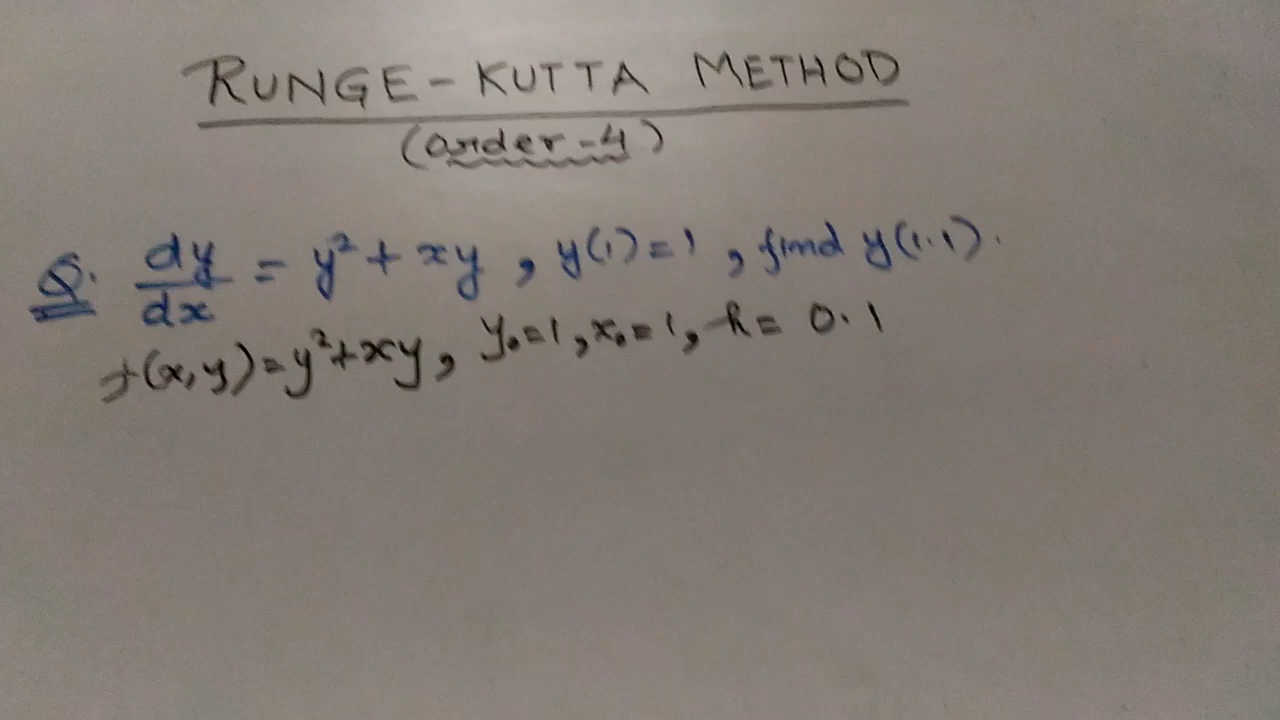 RUNGE-KUTTA METHOD
(order-4)
Q. dy/dx = y²+xy, y(1)=1, find y(1.1).
f(x,y)=y²+xy, y₀=1, x₀=1, h= 0.1